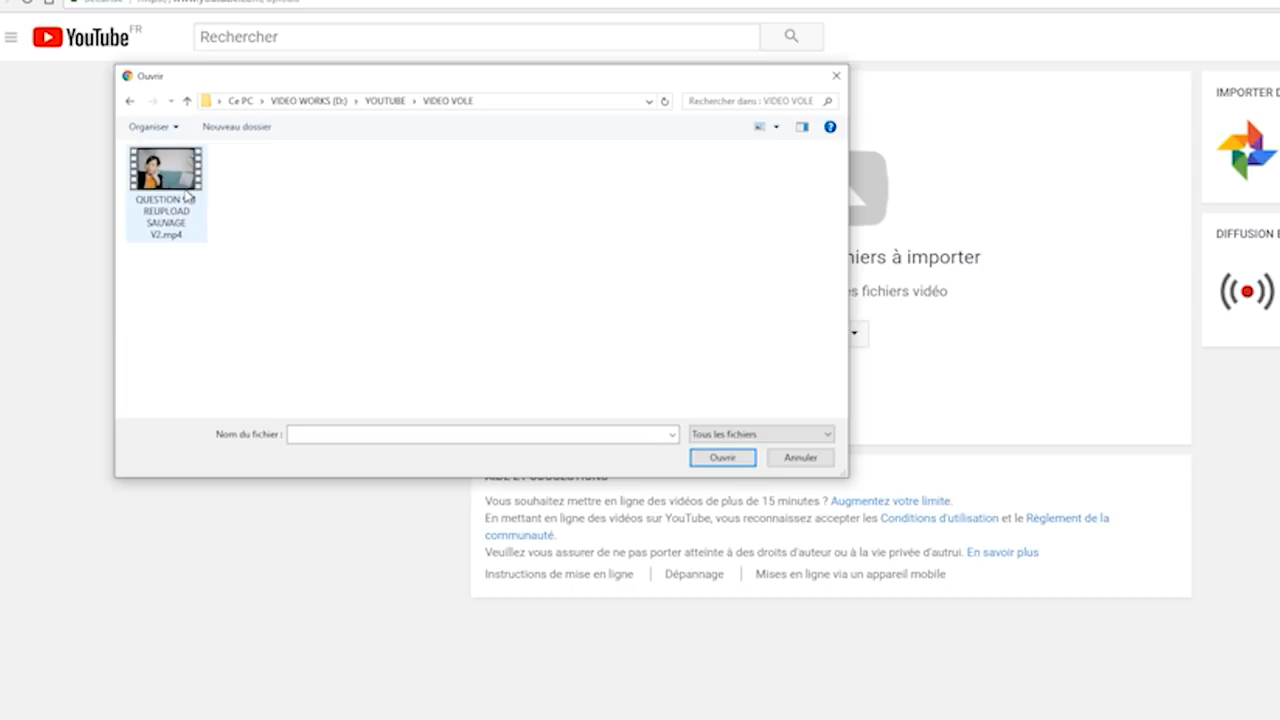 YouTube FR
Rechercher
Ouvrir
Ce PC > VIDEO WORKS (D:) > YOUTUBE > VIDEO VOLE
Rechercher dans : VIDEO VOLE
Organiser
Nouveau dossier
QUESTION
REUPLOAD
SAUVAGE
V2.mp4
Nom du fichier :
Tous les fichiers
Ouvrir
Annuler
IMPORTER D
à importer
fichiers vidéo
DIFFUSION E
Vous souhaitez mettre en ligne des vidéos de plus de 15 minutes ? Augmentez votre limite.
En mettant en ligne des vidéos sur YouTube, vous reconnaissez accepter les Conditions d'utilisation et le Règlement de la
communauté.
Veuillez vous assurer de ne pas porter atteinte à des droits d'auteur ou à la vie privée d'autrui. En savoir plus
Instructions de mise en ligne
Dépannage
Mises en ligne via un appareil mobile